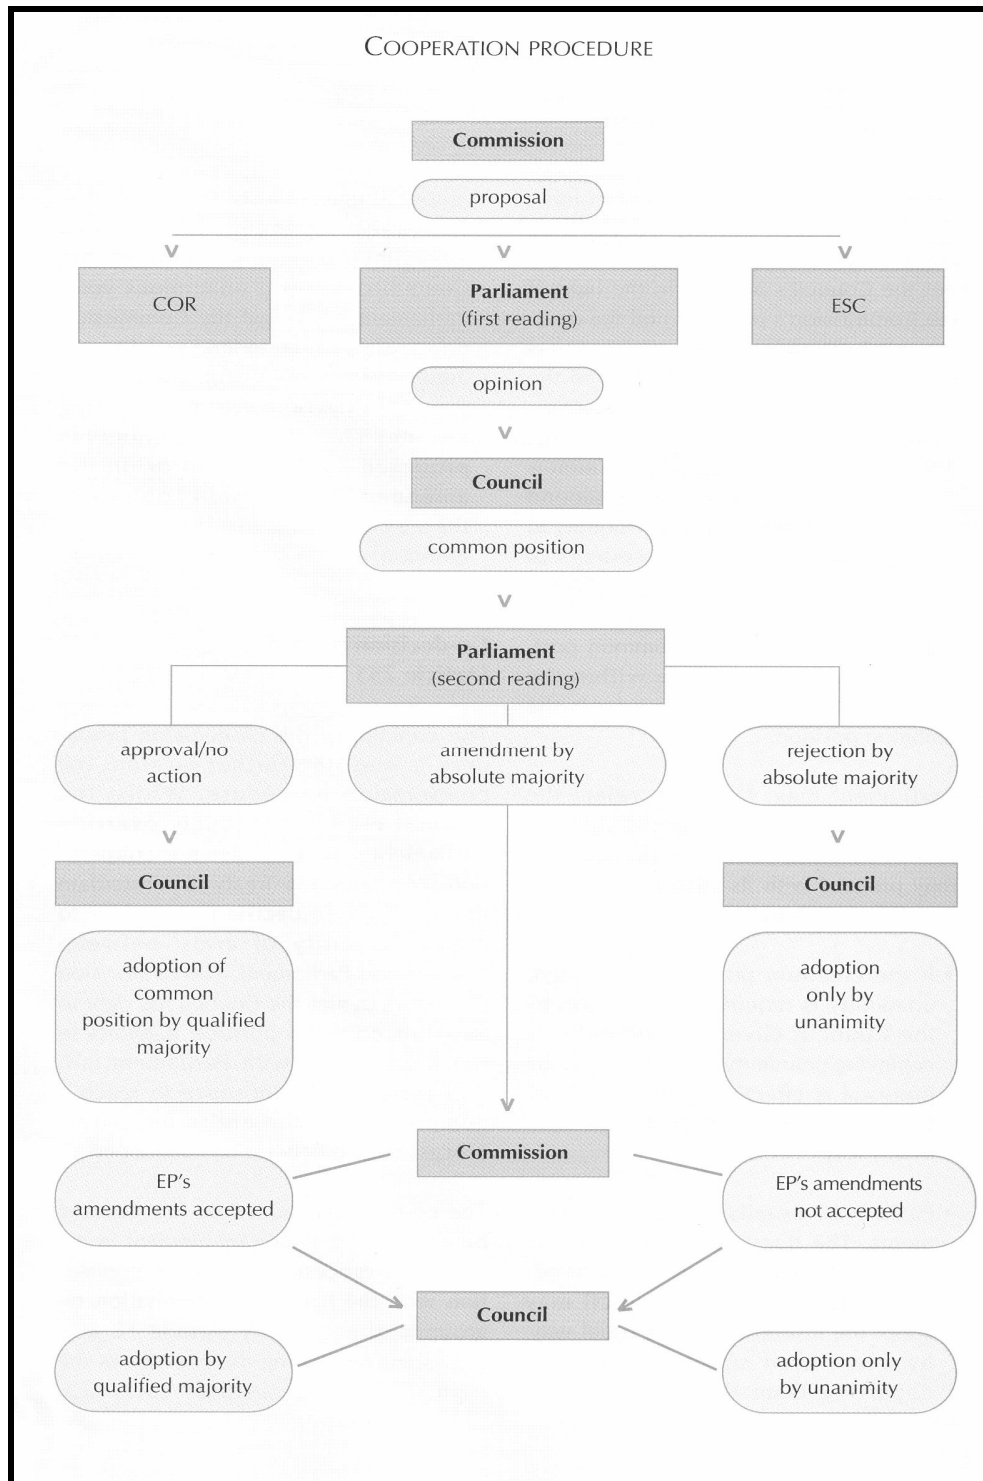 COOPERATION PROCEDURE
Commission
proposal
COR
Parliament
(first reading)
ESC
opinion
Council
common position
Parliament
(second reading)
approval/no
action
amendment by
absolute majority
rejection by
absolute majority
Council
adoption of
common
position by qualified
majority
Council
adoption
only by
unanimity
Commission
EP's
amendments accepted
EP's amendments
not accepted
Council
adoption by
qualified majority
adoption only
by unanimity